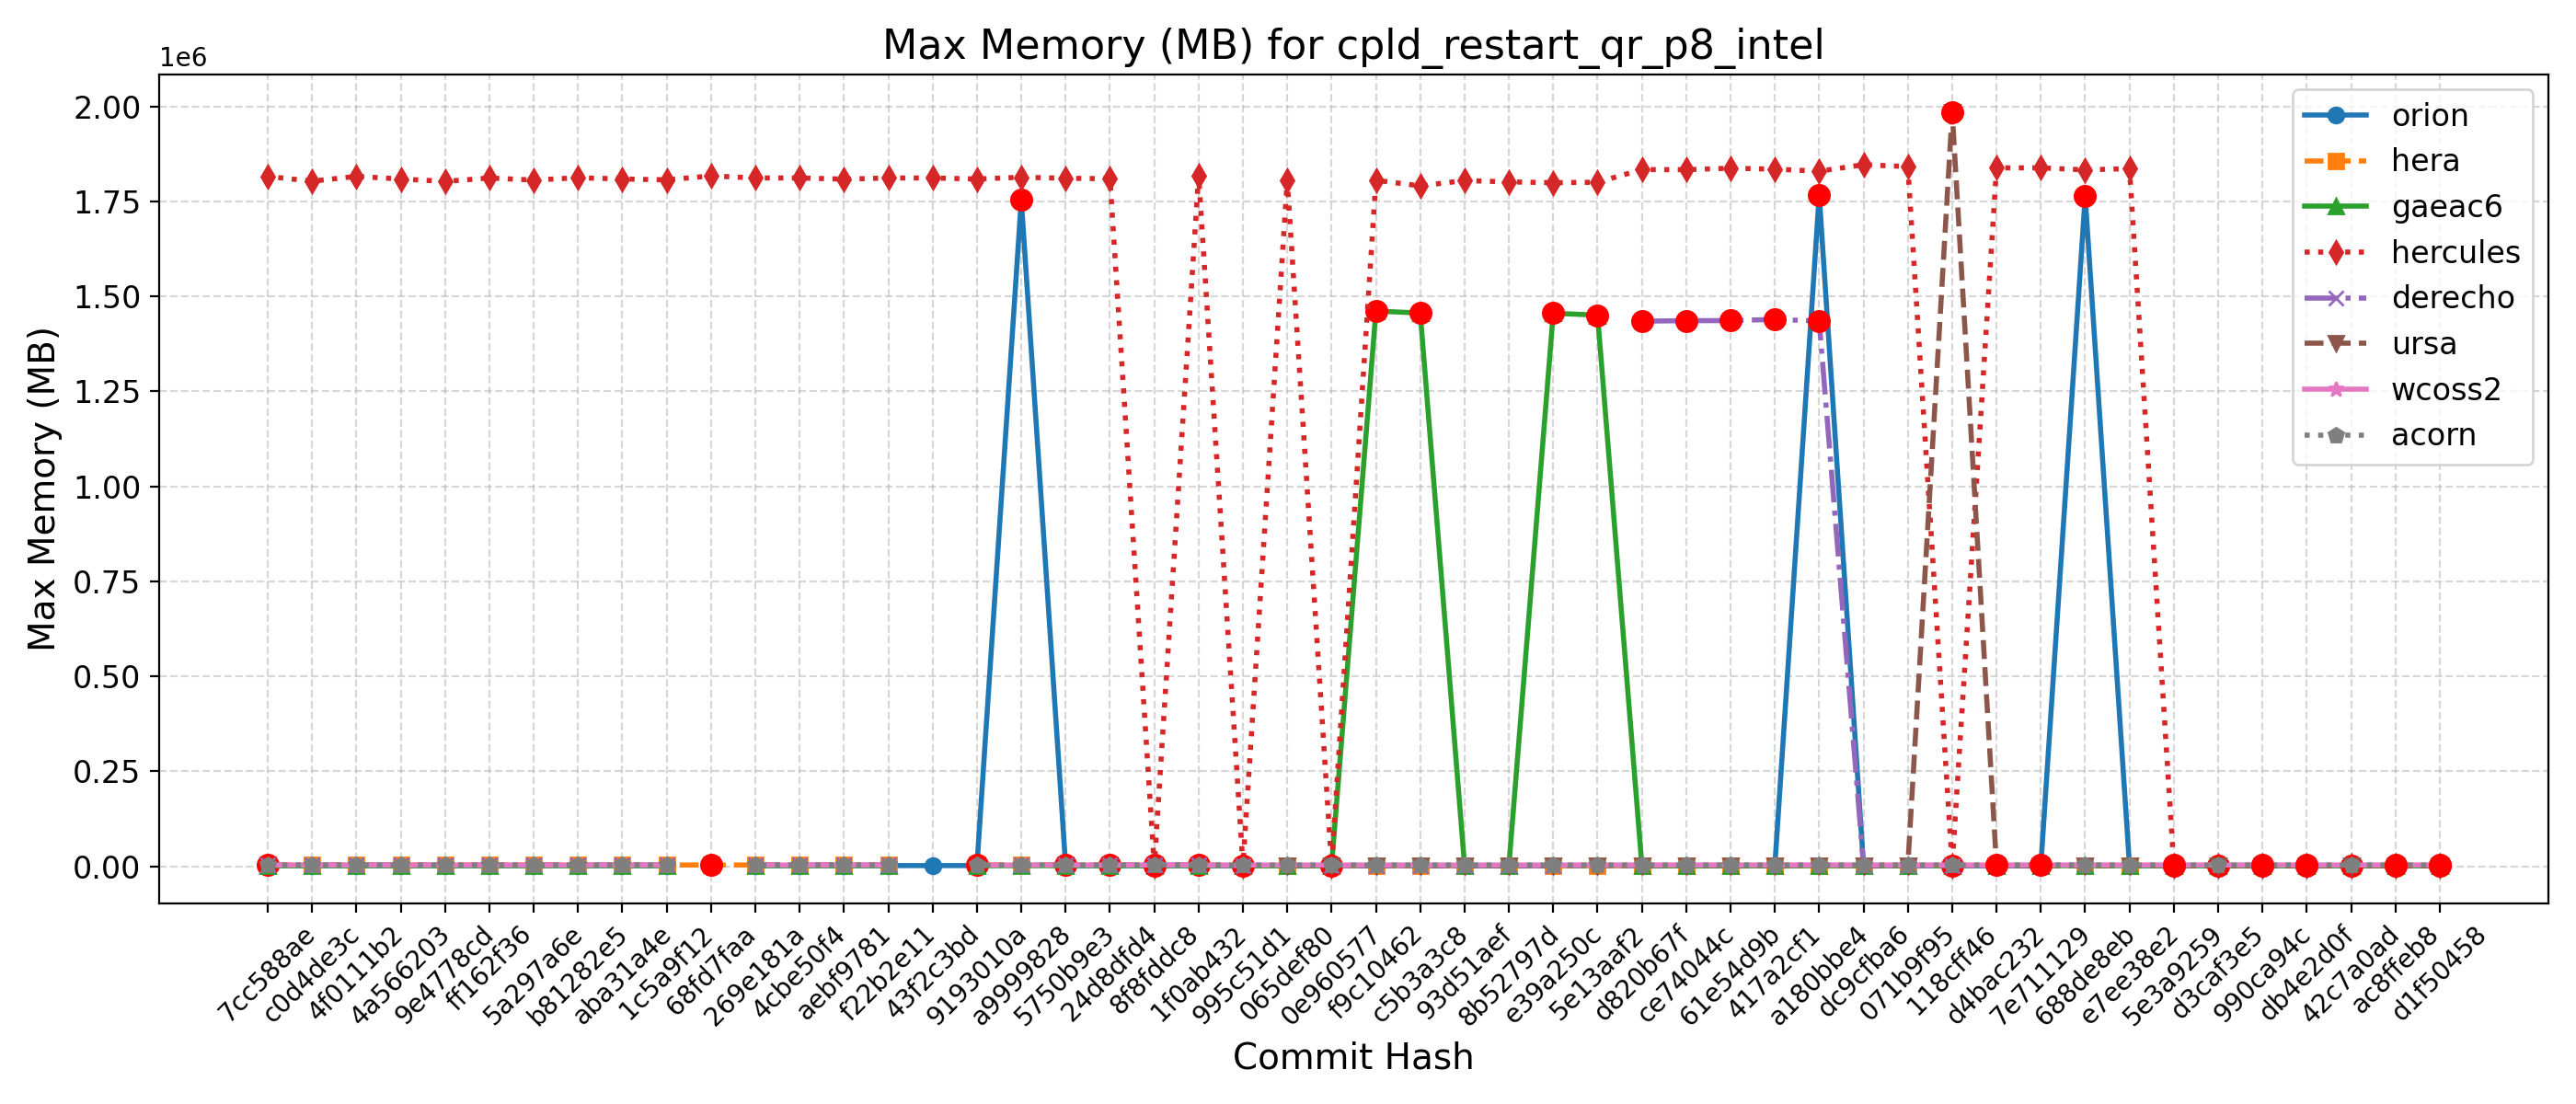 Max Memory (MB) for cpld_restart_qr_p8_intel
1e6
2.00
1.75
1.50
1.25
1.00
0.75
0.50
0.25
0.00
Max Memory (MB)
orion
hera
gaeac6
hercules
derecho
ursa
wcoss2
acorn
7cc588ae
c0d4de3c
4f0111b2
4a566203
9e4778cd
ff162f36
5a297a6e
b81282e5
aba31a4e
1c5a9f12
68fd7faa
269e181a
4cbe50f4
aebf9781
f22b2e11
43f2c3bd
9193010a
a9999828
5750b9e3
24d8dfd4
8f8fddc8
1f0ab432
995c51d1
065def80
0e960577
f9c10462
c5b3a3c8
93d51aef
8b52797d
e39a250c
5e13aaf2
d820b67f
ce74044c
61e54d9b
417a2cf1
a180bbe4
dc9cfba6
071b9f95
118cff46
d4bac232
7e711129
688de8eb
e7ee38e2
5e3a9259
d3caf3e5
990ca94c
db4e2d0f
42c7a0ad
ac8ffeb8
d1f50458
Commit Hash